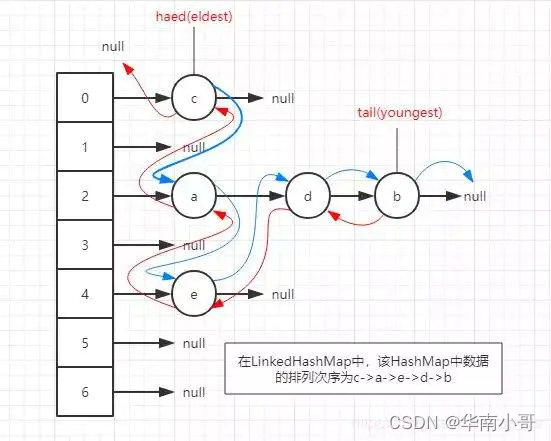 haed(eldest)
null
0
c
null
tail(youngest)
1
null
2
a
d
b
null
3
null
4
e
null
5
null
6
null
在LinkedHashMap中，该HashMap中数据
的排列次序为c->a->e->d->b
CSDN @华南小哥